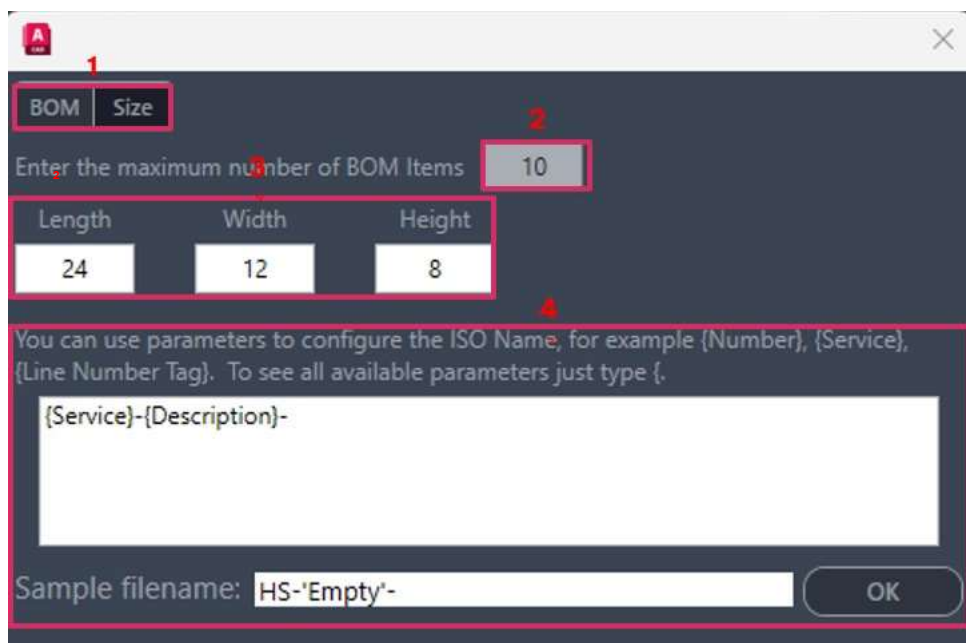 A
CAD
1
BOM Size
2
Enter the maximum number of BOM Items 10
3
Length Width Height
24 12 8
4
You can use parameters to configure the ISO Name, for example {Number}, {Service},
{Line Number Tag}. To see all available parameters just type {.
{Service}-{Description}-
Sample filename: HS-'Empty'- OK